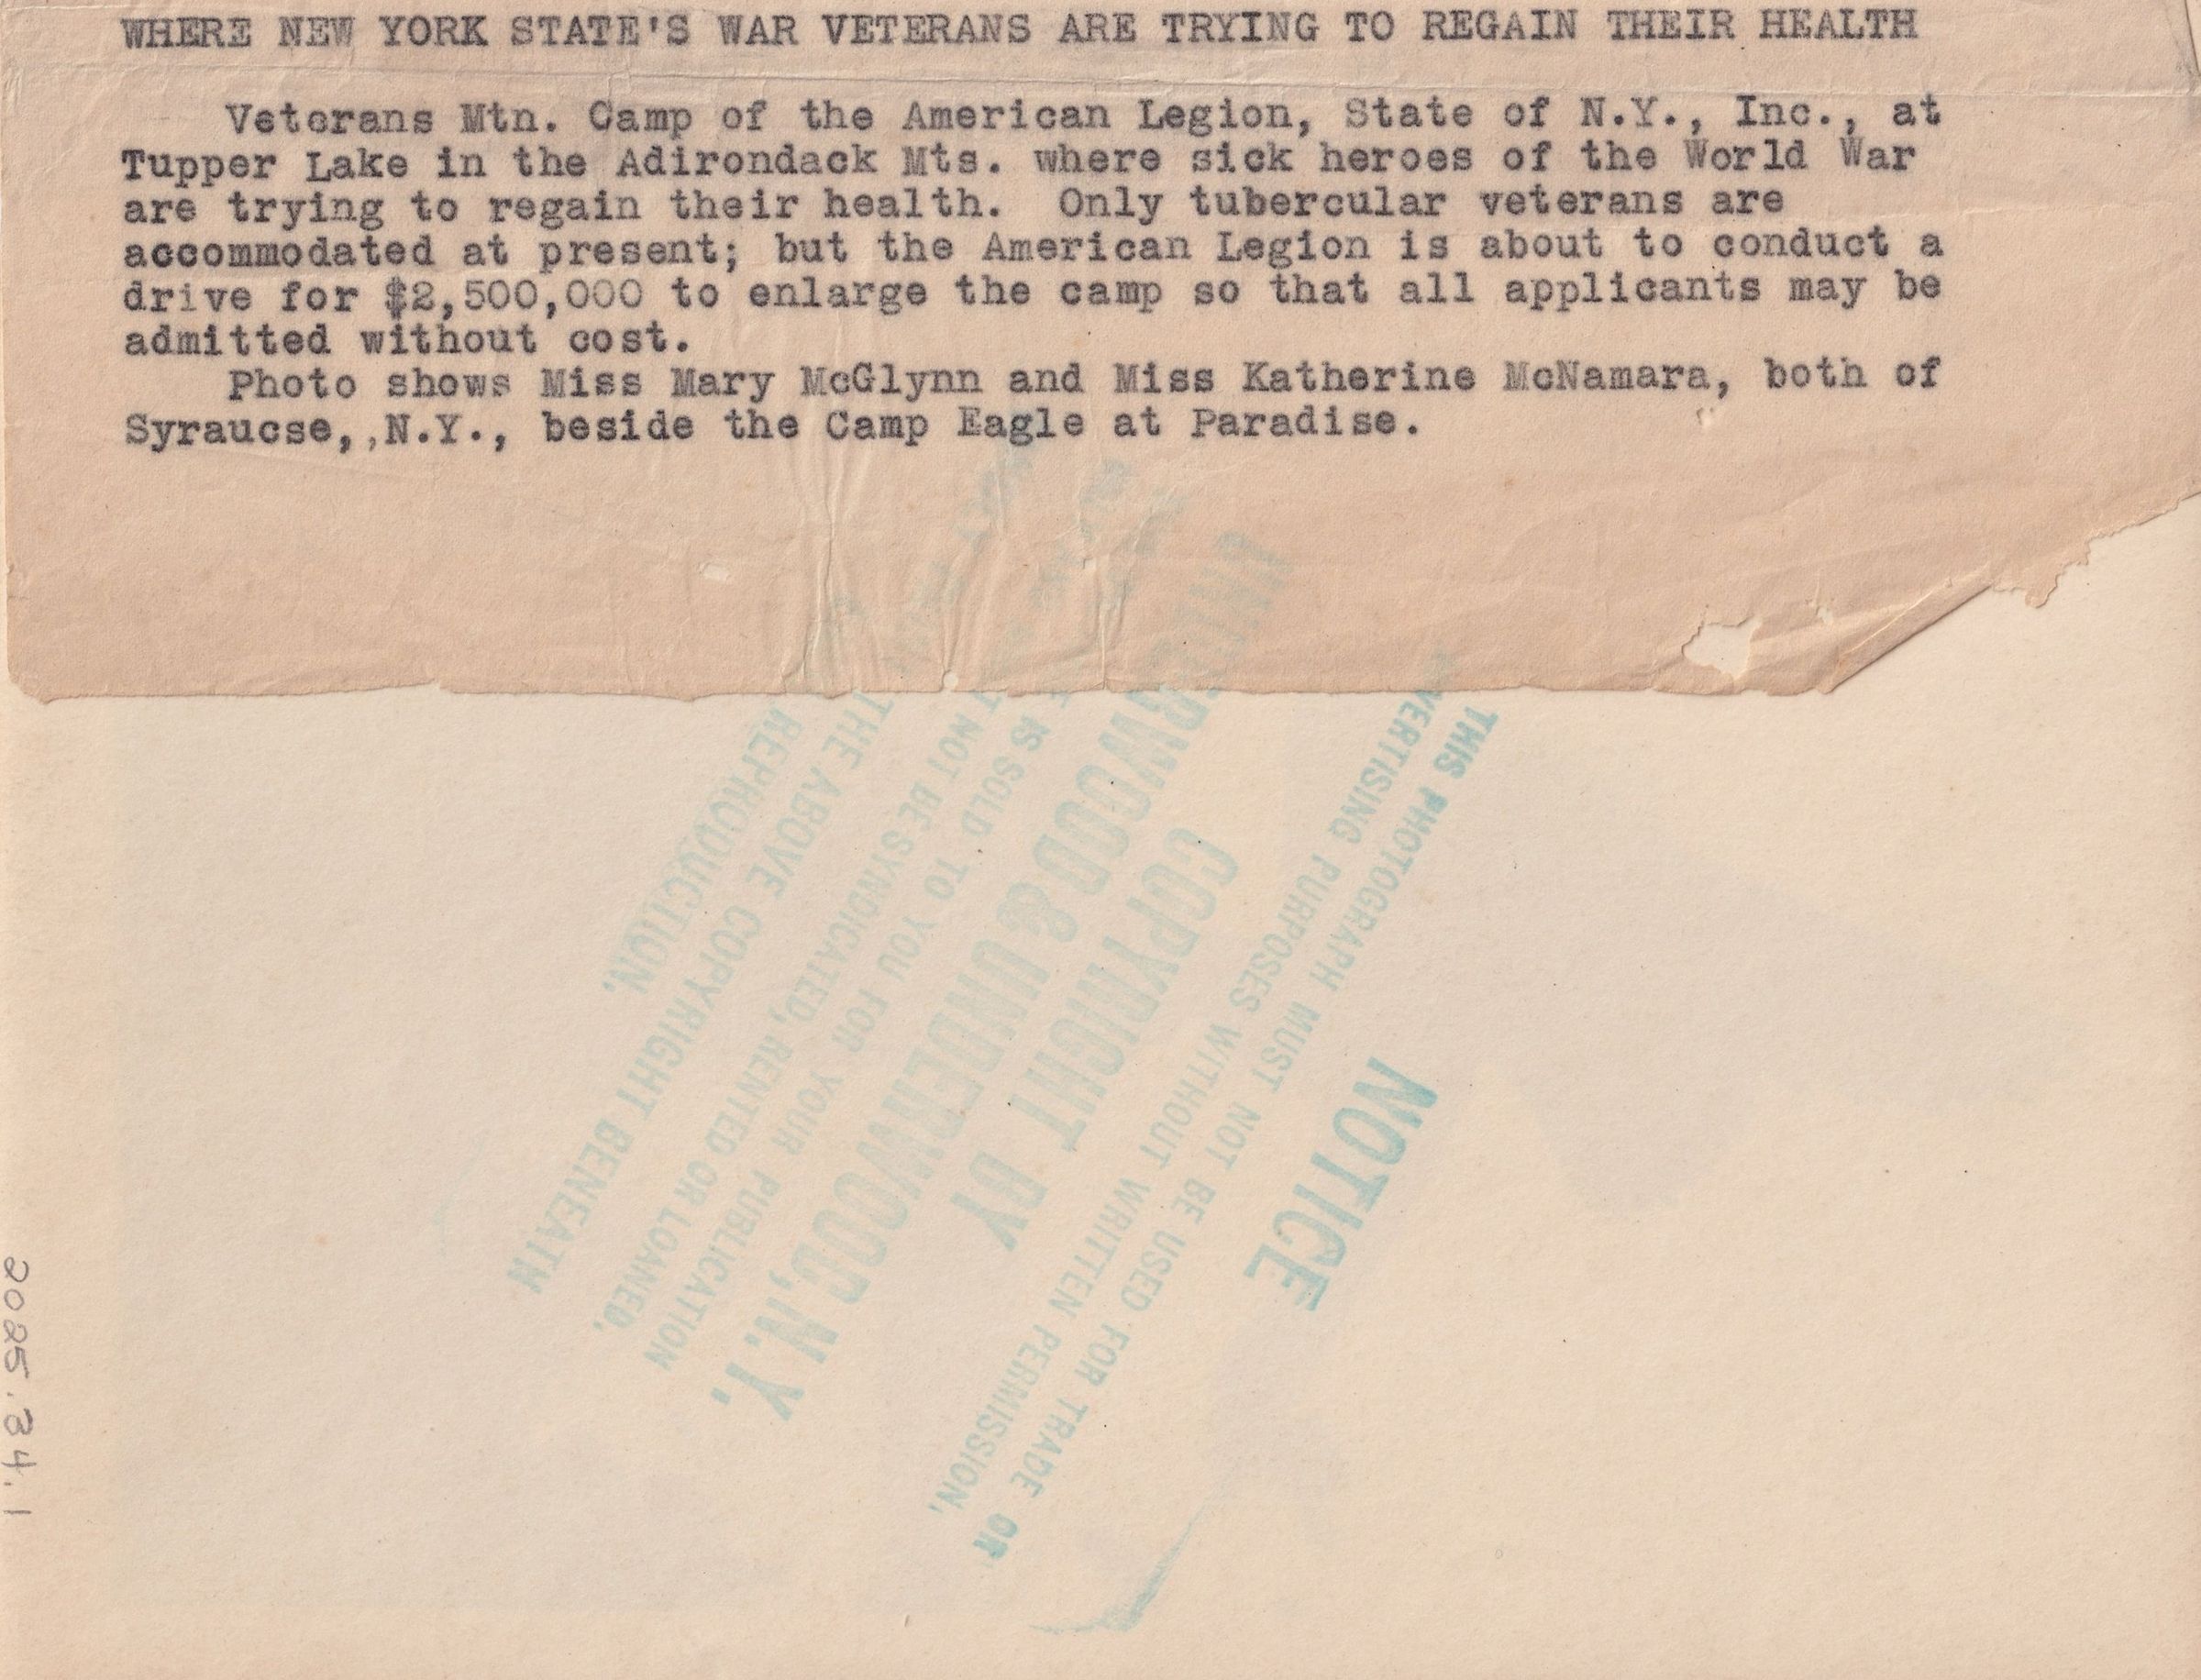 WHERE NEW YORK STATE'S WAR VETERANS ARE TRYING TO REGAIN THEIR HEALTH
Veterans Mtn. Camp of the American Legion, State of N.Y., Inc., at
Tupper Lake in the Adirondack Mts. where sick heroes of the World War
are trying to regain their health. Only tubercular veterans are
accommodated at present; but the American Legion is about to conduct a
drive for $2,500,000 to enlarge the camp so that all applicants may be
admitted without cost.
Photo shows Miss Mary McGlynn and Miss Katherine McNamara, both of
Syraucse,,N.Y., beside the Camp Eagle at Paradise.
NOTICE
THIS PHOTOGRAPH MUST NOT BE USED FOR TRADE OR
ADVERTISING PURPOSES WITHOUT WRITTEN PERMISSION.
COPYRIGHT BY
UNDERWOOD & UNDERWOOD, N.Y.
IS SOLD TO YOU FOR YOUR PUBLICATION
NOT BE SYNDICATED, RENTED OR LOANED.
THE ABOVE COPYRIGHT BENEATH
REPRODUCTION.
2025.34.1